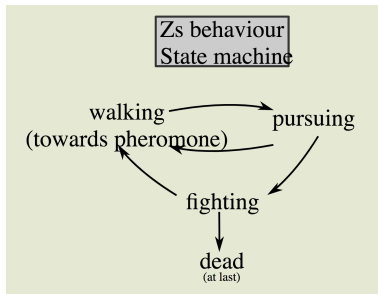 Zs behaviour
State machine
walking
(towards pheromone)
pursuing
fighting
dead
(at last)